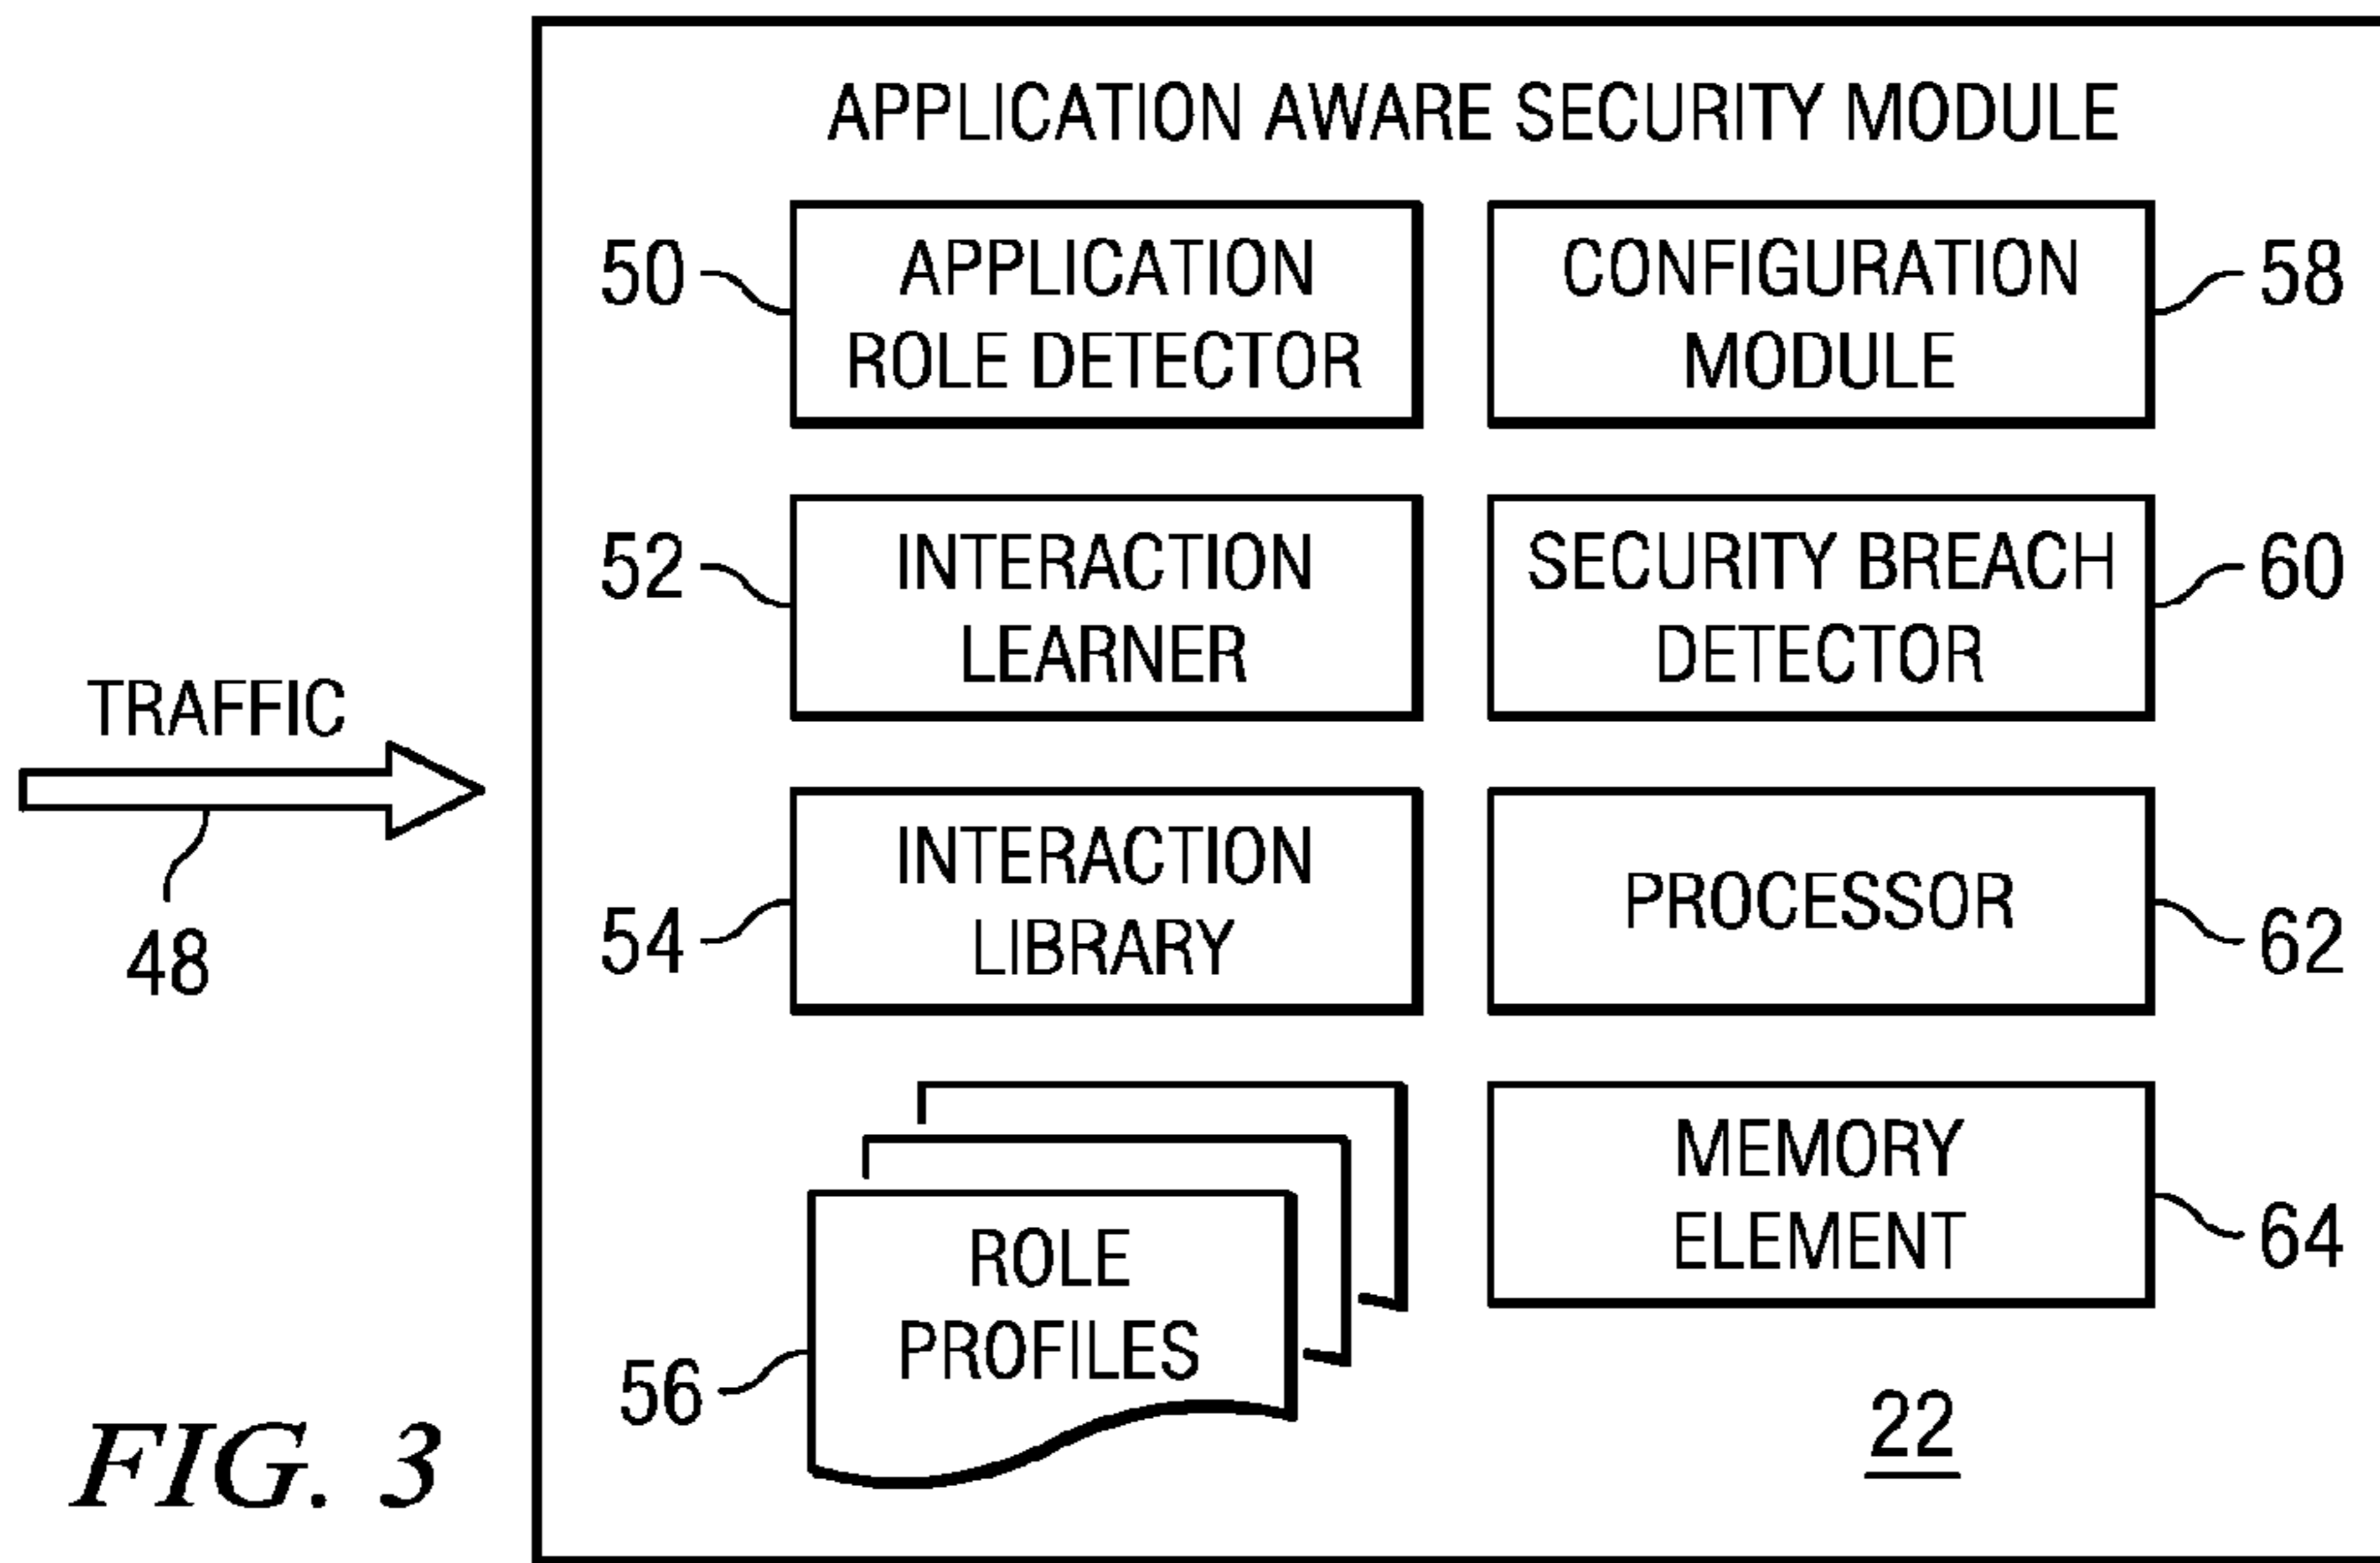 APPLICATION AWARE SECURITY MODULE
50
APPLICATION
ROLE DETECTOR
CONFIGURATION
MODULE
58
52
INTERACTION
LEARNER
SECURITY BREACH
DETECTOR
60
TRAFFIC
48
54
INTERACTION
LIBRARY
PROCESSOR
62
56
ROLE
PROFILES
MEMORY
ELEMENT
64
22
FIG. 3